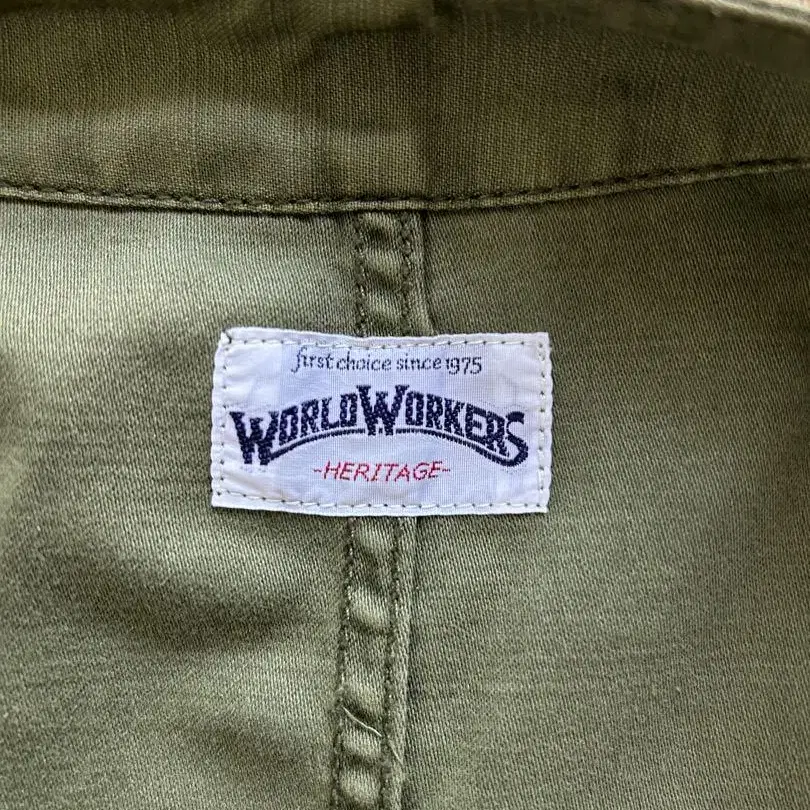 first choice since 1975
WORLD WORKERS
-HERITAGE-